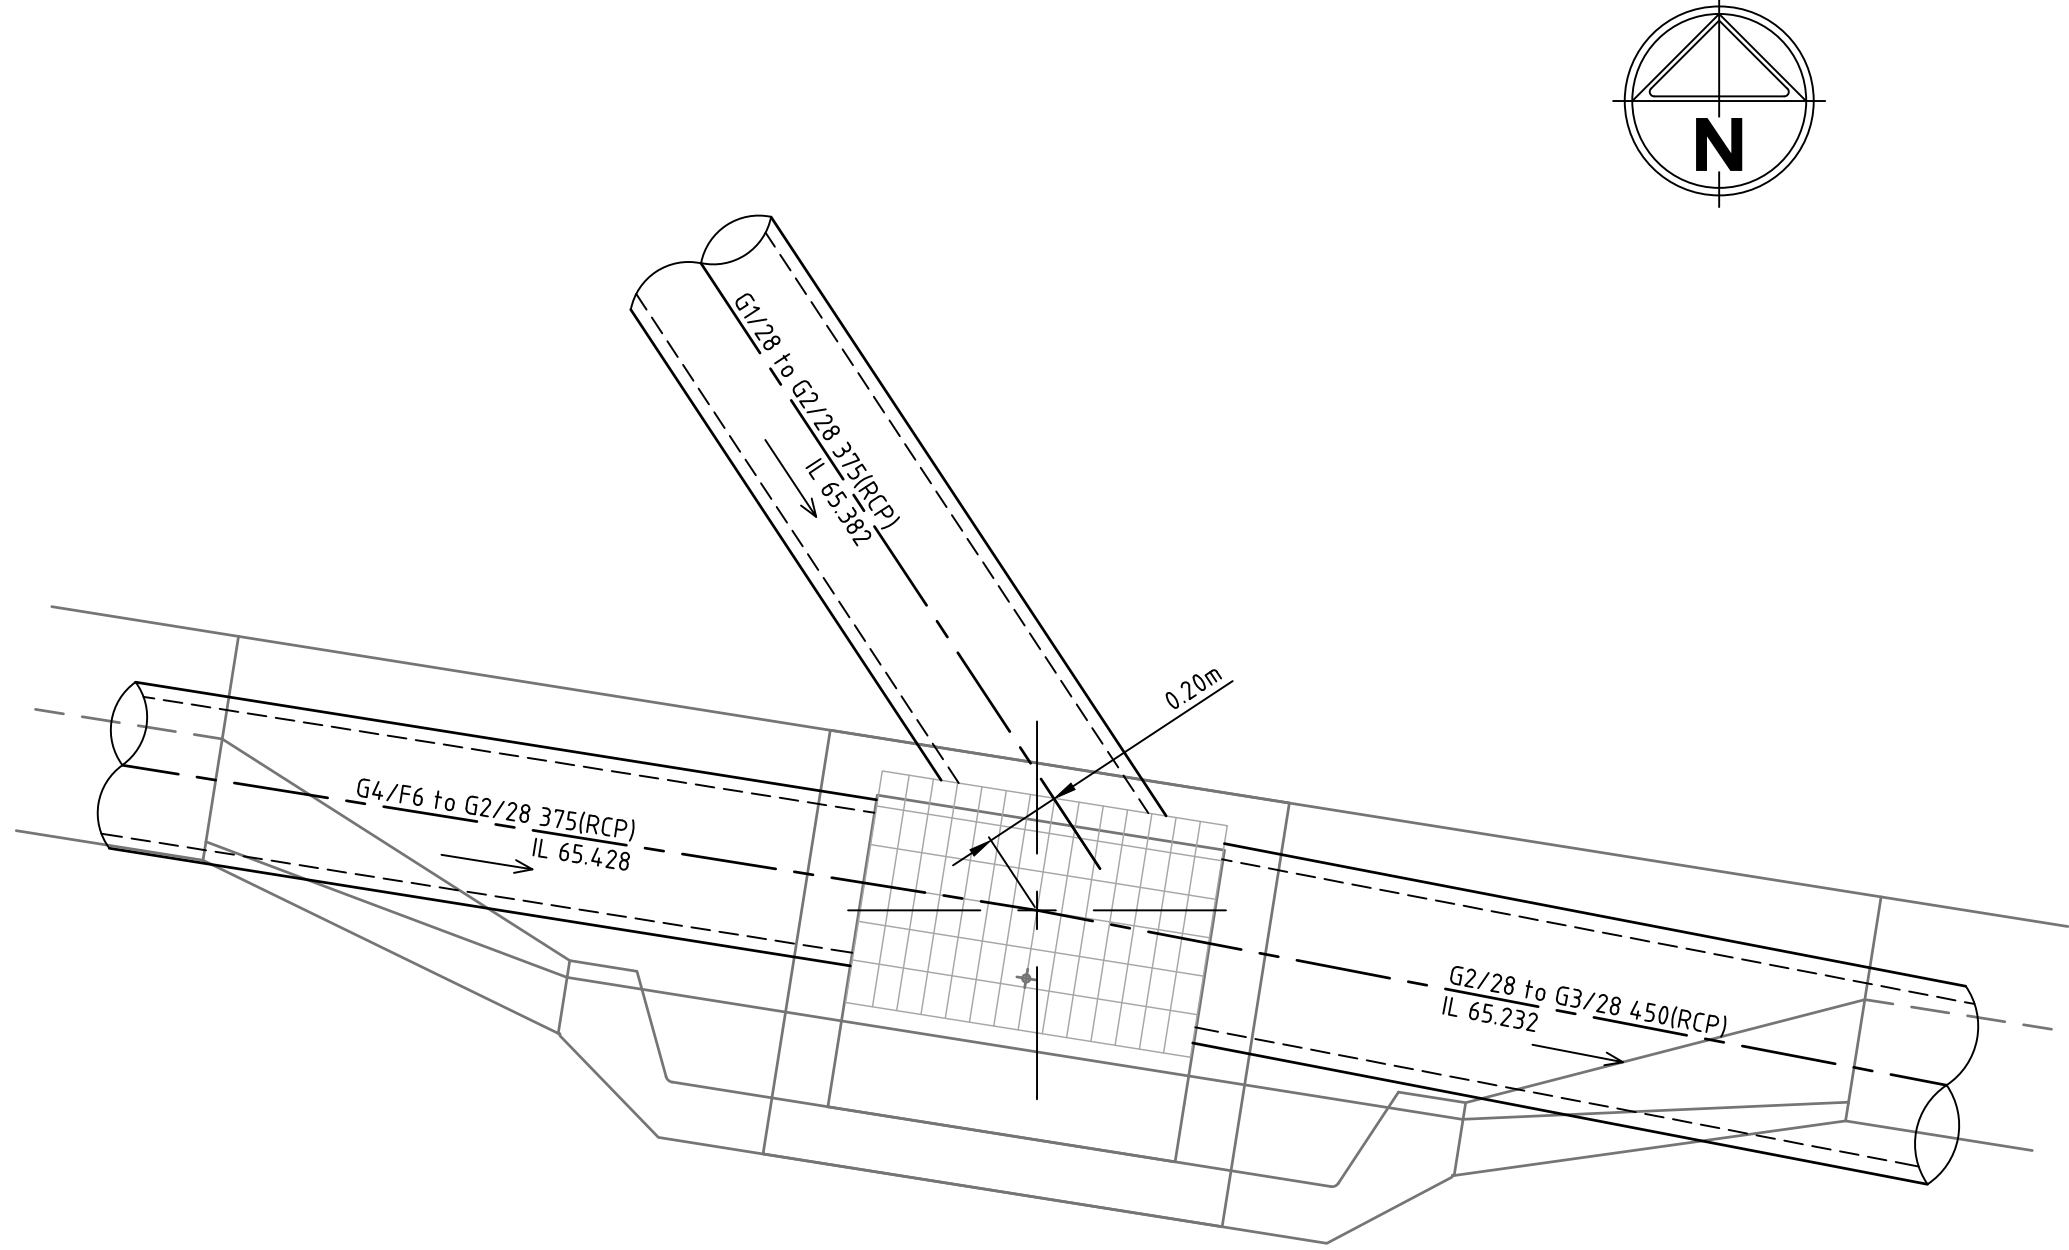 N
G1/28 to G2/28 375(RCP)
IL 65.382
0.20m
G4/F6 to G2/28 375(RCP)
IL 65.428
G2/28 to G3/28 450(RCP)
IL 65.232